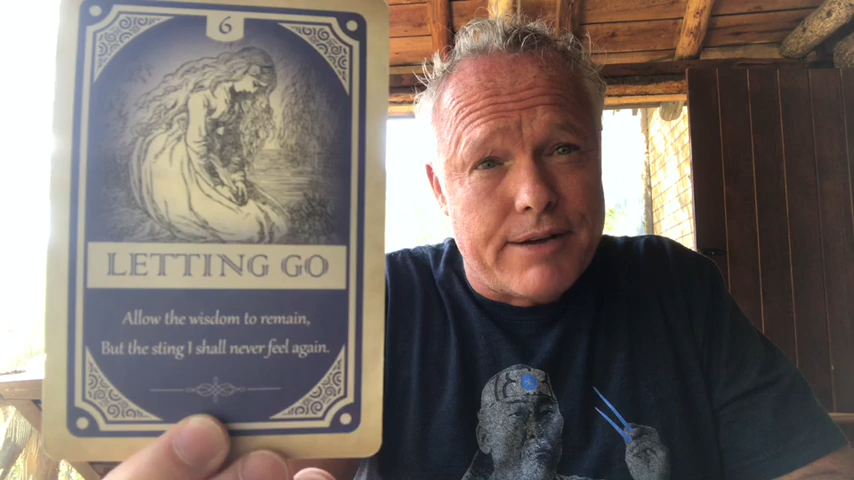 6
LETTING GO
Allow the wisdom to remain,
But the sting I shall never feel again.